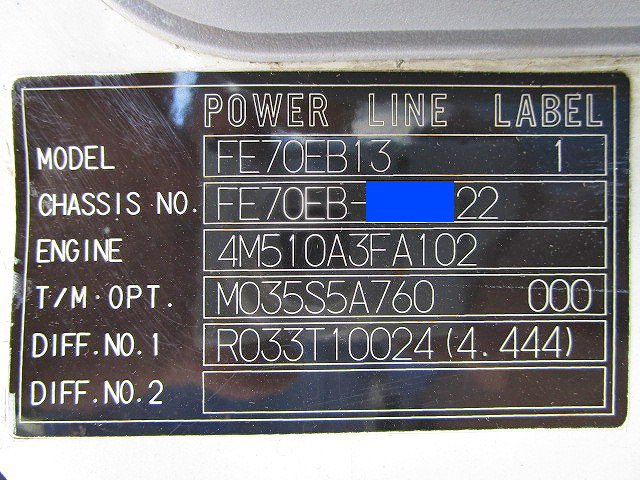 POWER LINE LABEL
MODEL FE70EB13 1
CHASSIS NO. FE70EB- 22
ENGINE 4M510A3FA102
T/M·OPT. M035S5A760 000
DIFF.NO.1 R033T10024(4.444)
DIFF.NO.2